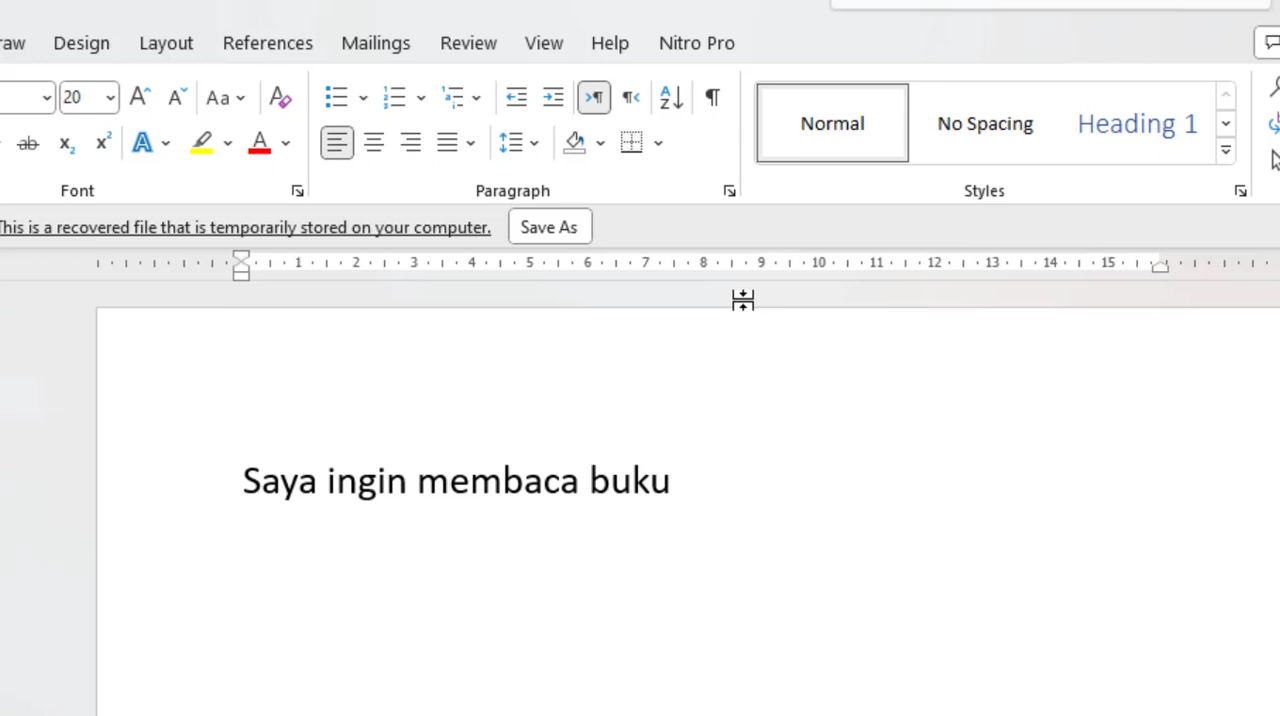 Design Layout References Mailings Review View Help Nitro Pro
20 Aa
Normal No Spacing Heading 1
Font Paragraph Styles
This is a recovered file that is temporarily stored on your computer. Save As
1 2 3 4 5 6 7 8 9 10 11 12 13 14 15
Saya ingin membaca buku